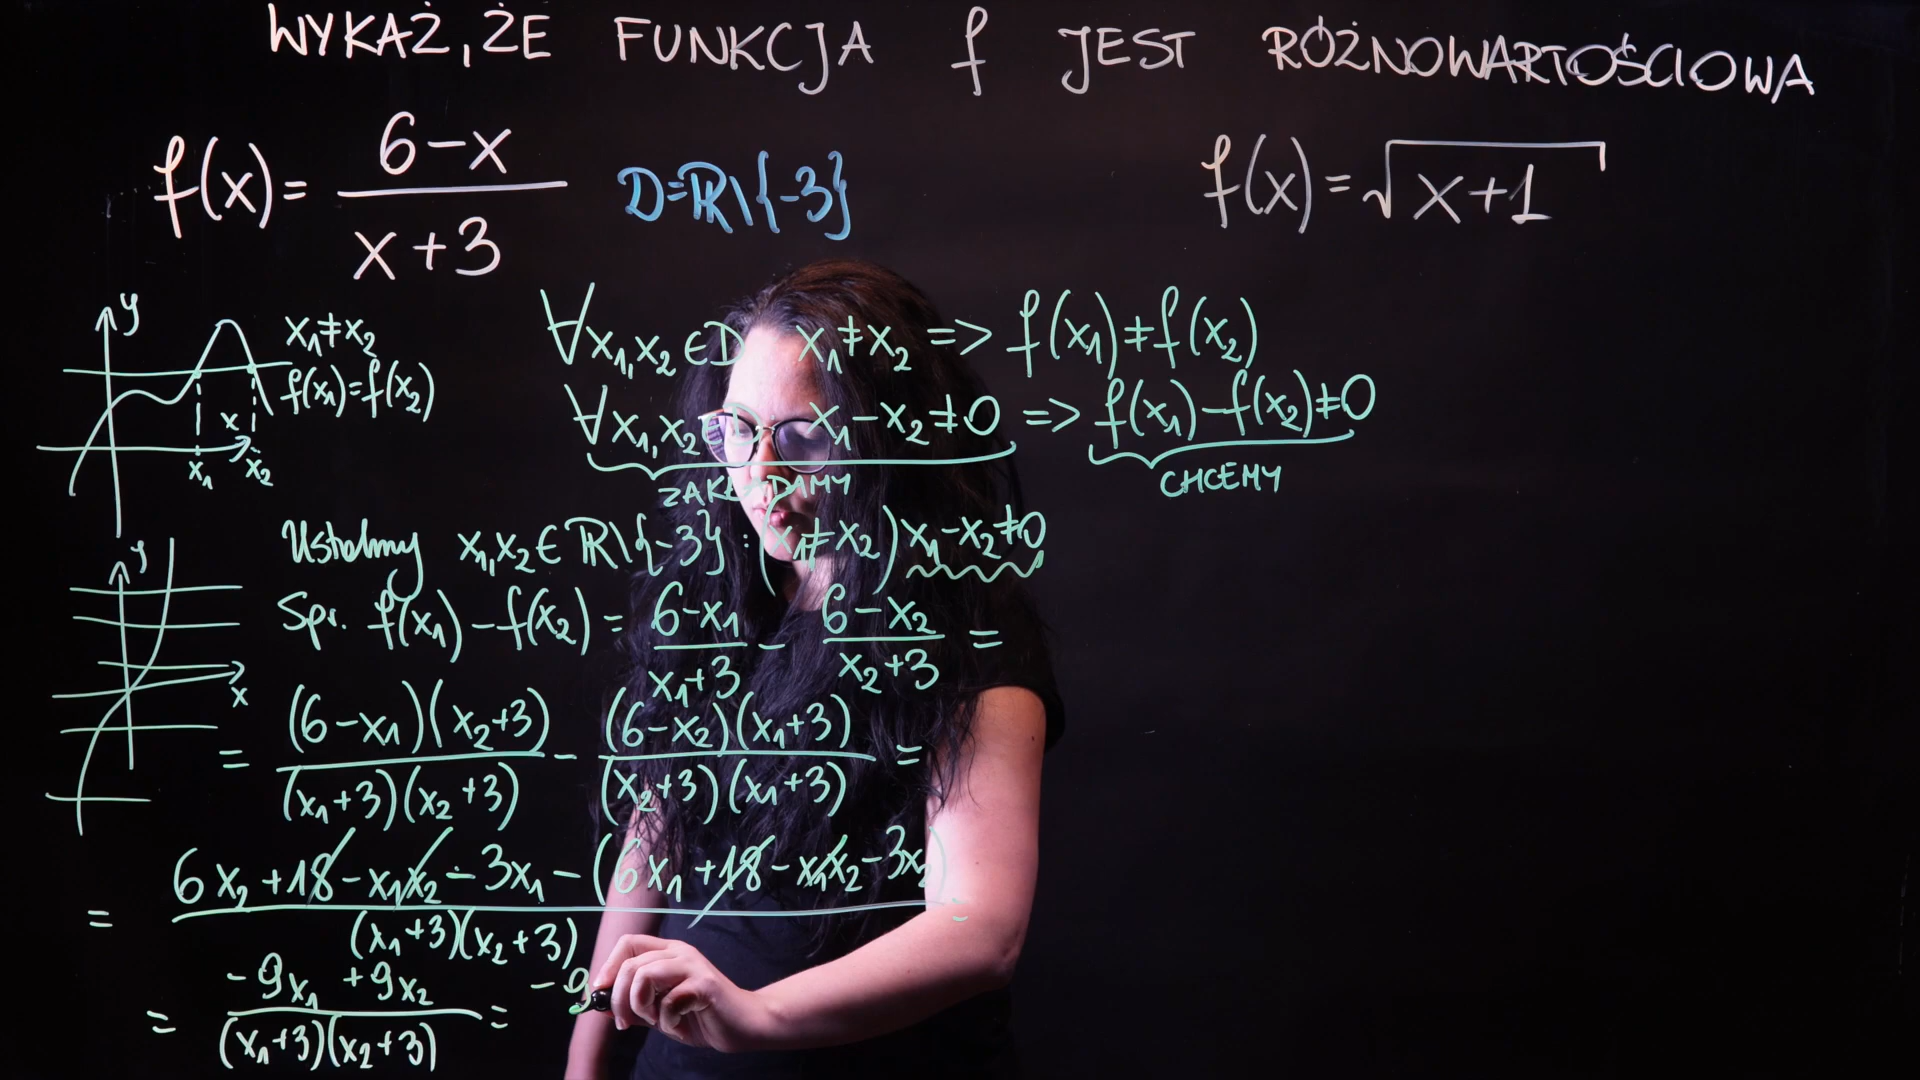 WYKAŻ, ŻE FUNKCJA f JEST RÓŻNOWARTOŚCIOWA
f(x) = (6-x)/(x+3) D=ℝ\{-3}
f(x) = √(x+1)
y
x₁≠x₂
f(x₁)=f(x₂)
x
x₁ x₂
∀x₁,x₂∈D x₁≠x₂ => f(x₁)≠f(x₂)
∀x₁,x₂∈D x₁-x₂≠0 => f(x₁)-f(x₂)≠0
CHCEMY
Ustalmy x₁,x₂∈ℝ\{-3} : (x₁≠x₂) x₁-x₂≠0
y
x
Spr. f(x₁)-f(x₂) = (6-x₁)/(x₁+3) - (6-x₂)/(x₂+3) =
= (6-x₁)(x₂+3)/(x₁+3)(x₂+3) - (6-x₂)(x₁+3)/(x₂+3)(x₁+3) =
= 6x₂+18-x₁x₂-3x₁-(6x₁+18-x₁x₂-3x₂)/(x₁+3)(x₂+3) =
= -9x₁+9x₂/(x₁+3)(x₂+3) = -9